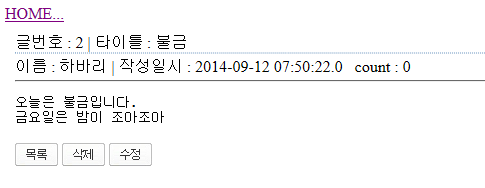 HOME...
글번호 : 2 | 타이틀 : 불금
이름 : 하바리 | 작성일시 : 2014-09-12 07:50:22.0 count : 0
오늘은 불금입니다.
금요일은 밤이 조아조아
목록 삭제 수정